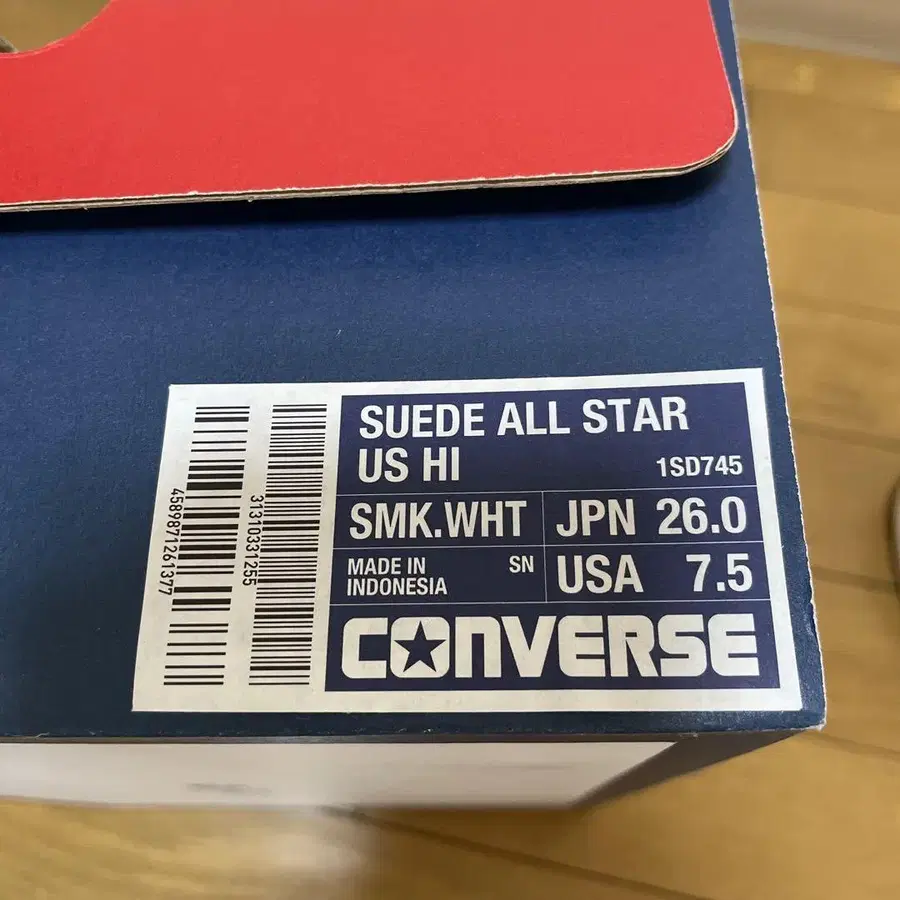 SUEDE ALL STAR
US HI 1SD745
SMK.WHT JPN 26.0
MADE IN
INDONESIA SN USA 7.5
CONVERSE
4589871261377
31310331255